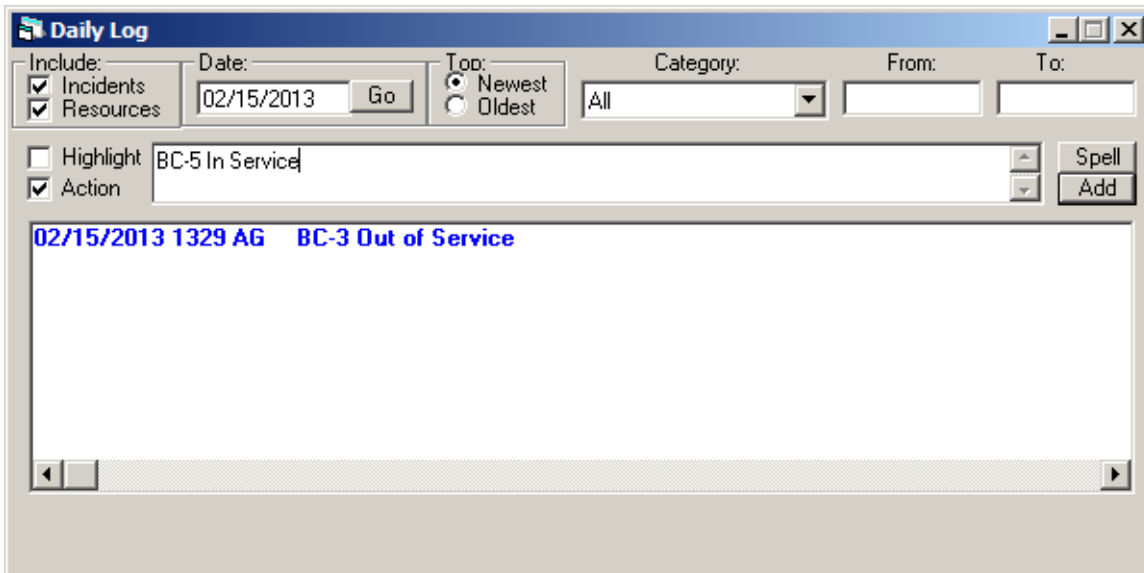 Daily Log
Include:
Incidents
Resources
Date:
02/15/2013
Go
Top:
Newest
Oldest
Category:
All
From:
To:
Highlight
Action
BC-5 In Service
Spell
Add
02/15/2013 1329 AG BC-3 Out of Service